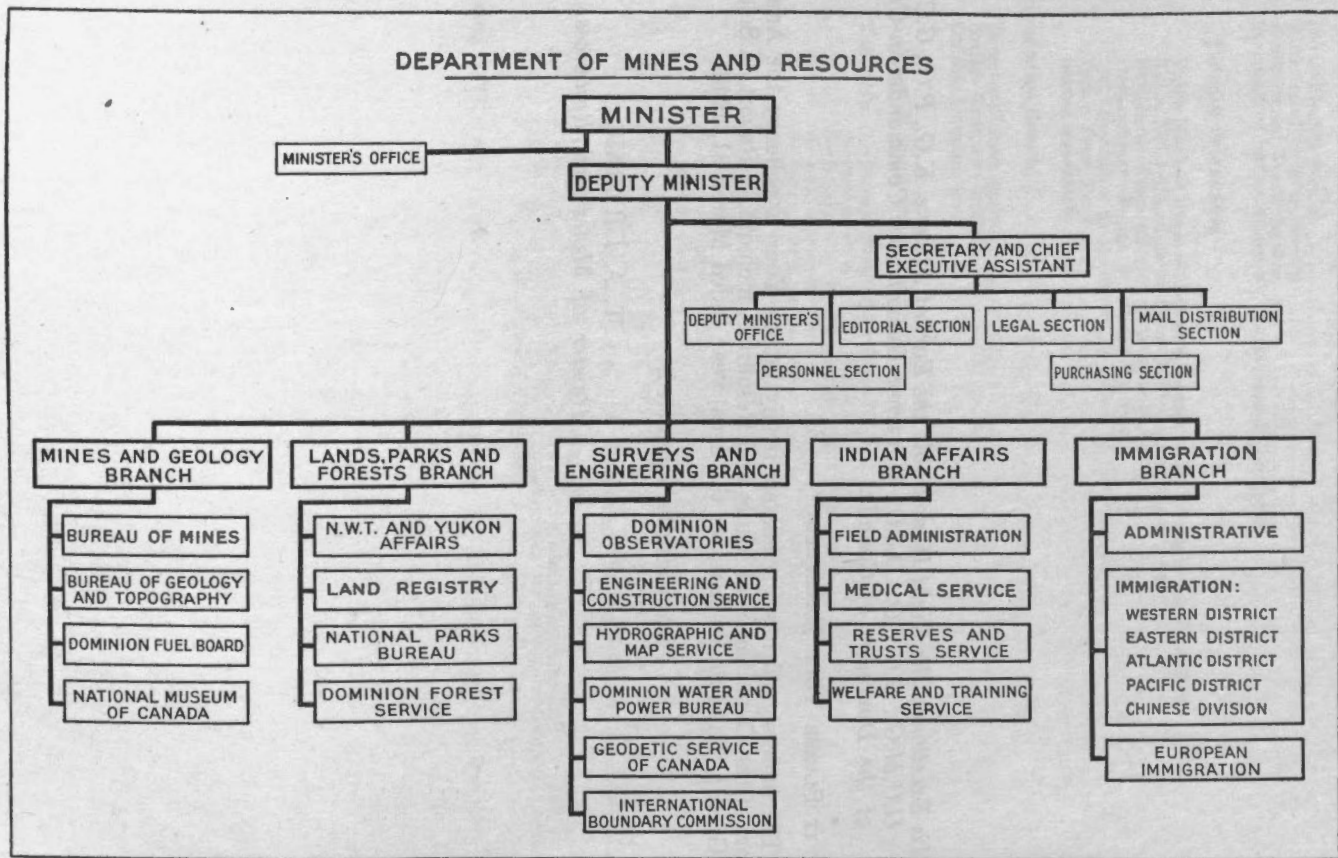 DEPARTMENT OF MINES AND RESOURCES
MINISTER
MINISTER'S OFFICE
DEPUTY MINISTER
SECRETARY AND CHIEF
EXECUTIVE ASSISTANT
DEPUTY MINISTER'S
OFFICE
EDITORIAL SECTION
LEGAL SECTION
MAIL DISTRIBUTION
SECTION
PERSONNEL SECTION
PURCHASING SECTION
MINES AND GEOLOGY
BRANCH
BUREAU OF MINES
BUREAU OF GEOLOGY
AND TOPOGRAPHY
DOMINION FUEL BOARD
NATIONAL MUSEUM
OF CANADA
LANDS, PARKS AND
FORESTS BRANCH
N.W.T. AND YUKON
AFFAIRS
LAND REGISTRY
NATIONAL PARKS
BUREAU
DOMINION FOREST
SERVICE
SURVEYS AND
ENGINEERING BRANCH
DOMINION
OBSERVATORIES
ENGINEERING AND
CONSTRUCTION SERVICE
HYDROGRAPHIC AND
MAP SERVICE
DOMINION WATER AND
POWER BUREAU
GEODETIC SERVICE
OF CANADA
INTERNATIONAL
BOUNDARY COMMISSION
INDIAN AFFAIRS
BRANCH
FIELD ADMINISTRATION
MEDICAL SERVICE
RESERVES AND
TRUSTS SERVICE
WELFARE AND TRAINING
SERVICE
IMMIGRATION
BRANCH
ADMINISTRATIVE
IMMIGRATION:
WESTERN DISTRICT
EASTERN DISTRICT
ATLANTIC DISTRICT
PACIFIC DISTRICT
CHINESE DIVISION
EUROPEAN
IMMIGRATION